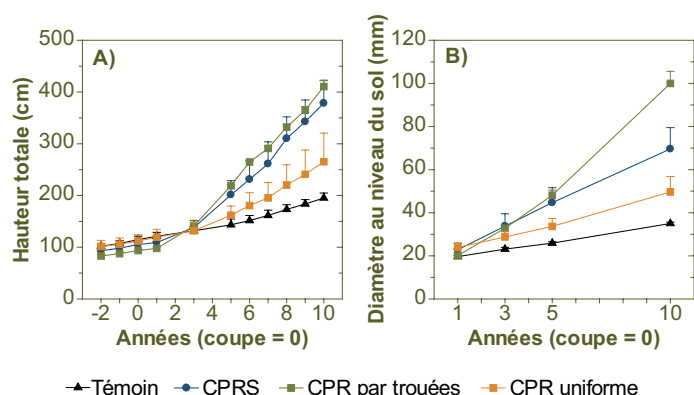 A)
Hauteur totale (cm)
500
400
300
200
100
0
-2 0 2 4 6 8 10
Années (coupe = 0)
B)
Diamètre au niveau du sol (mm)
120
100
80
60
40
20
0
1 3 5 10
Années (coupe = 0)
Témoin CPRS CPR par trouées CPR uniforme